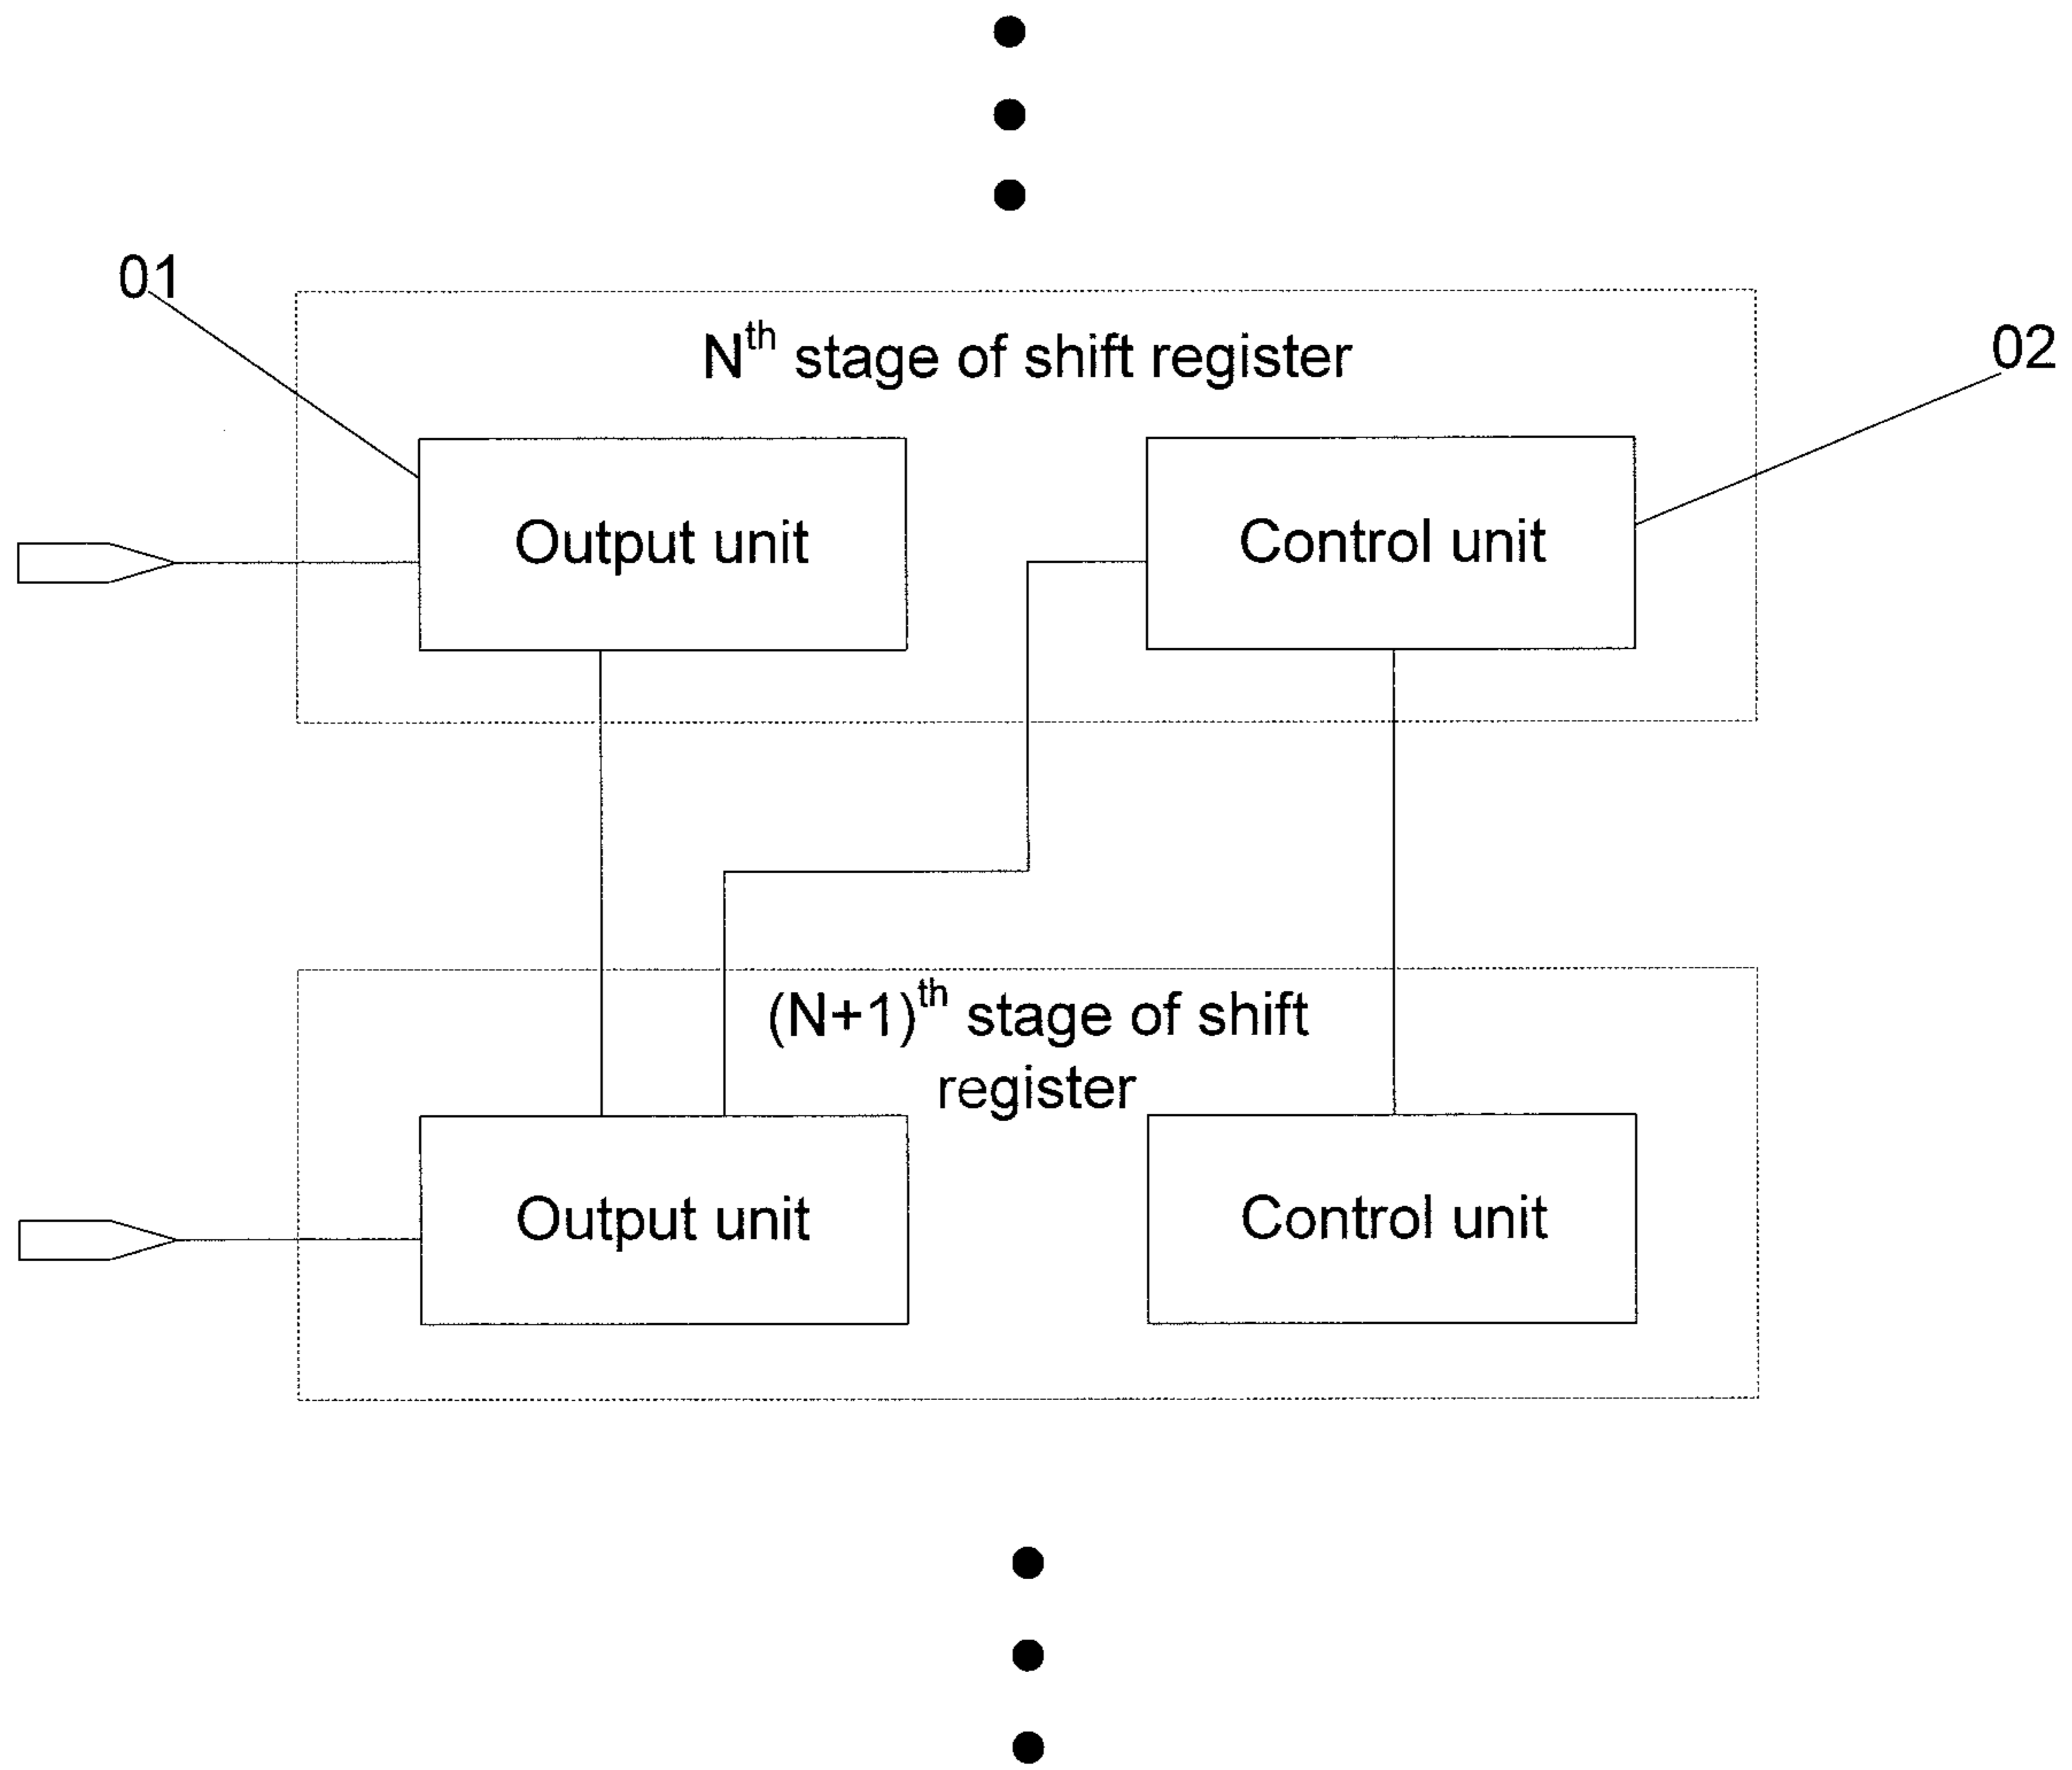 01
N^th stage of shift register
02
Output unit
Control unit
(N+1)^th stage of shift
register
Output unit
Control unit